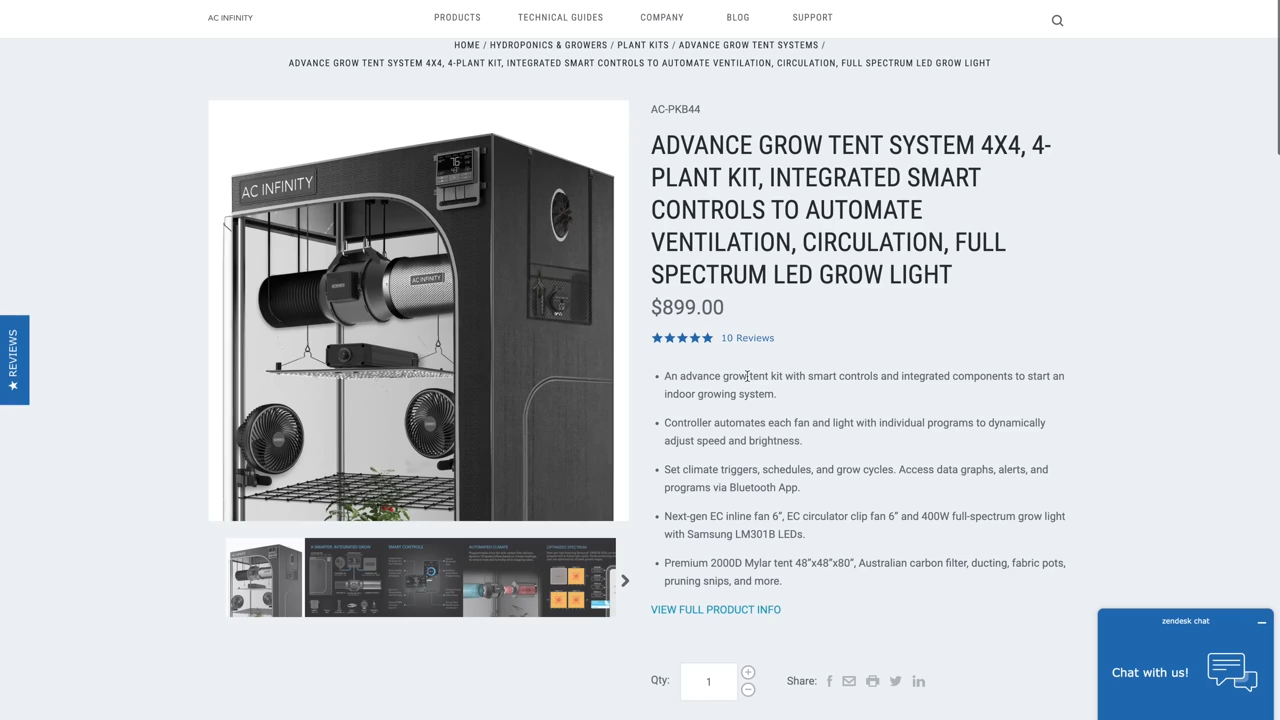 AC INFINITY
PRODUCTS TECHNICAL GUIDES COMPANY BLOG SUPPORT
HOME / HYDROPONICS & GROWERS / PLANT KITS / ADVANCE GROW TENT SYSTEMS /
ADVANCE GROW TENT SYSTEM 4X4, 4-PLANT KIT, INTEGRATED SMART CONTROLS TO AUTOMATE VENTILATION, CIRCULATION, FULL SPECTRUM LED GROW LIGHT
AC INFINITY
76
AC INFINITY
AC-PKB44
ADVANCE GROW TENT SYSTEM 4X4, 4-
PLANT KIT, INTEGRATED SMART
CONTROLS TO AUTOMATE
VENTILATION, CIRCULATION, FULL
SPECTRUM LED GROW LIGHT
$899.00
10 Reviews
★ REVIEWS
• An advance grow tent kit with smart controls and integrated components to start an
indoor growing system.
• Controller automates each fan and light with individual programs to dynamically
adjust speed and brightness.
• Set climate triggers, schedules, and grow cycles. Access data graphs, alerts, and
programs via Bluetooth App.
• Next-gen EC inline fan 6”, EC circulator clip fan 6” and 400W full-spectrum grow light
with Samsung LM301B LEDs.
• Premium 2000D Mylar tent 48”x48”x80”, Australian carbon filter, ducting, fabric pots,
pruning snips, and more.
VIEW FULL PRODUCT INFO
SMART CONTROLS
AUTOMATED CLIMATE
Qty: 1 Share:
zendesk chat
Chat with us!